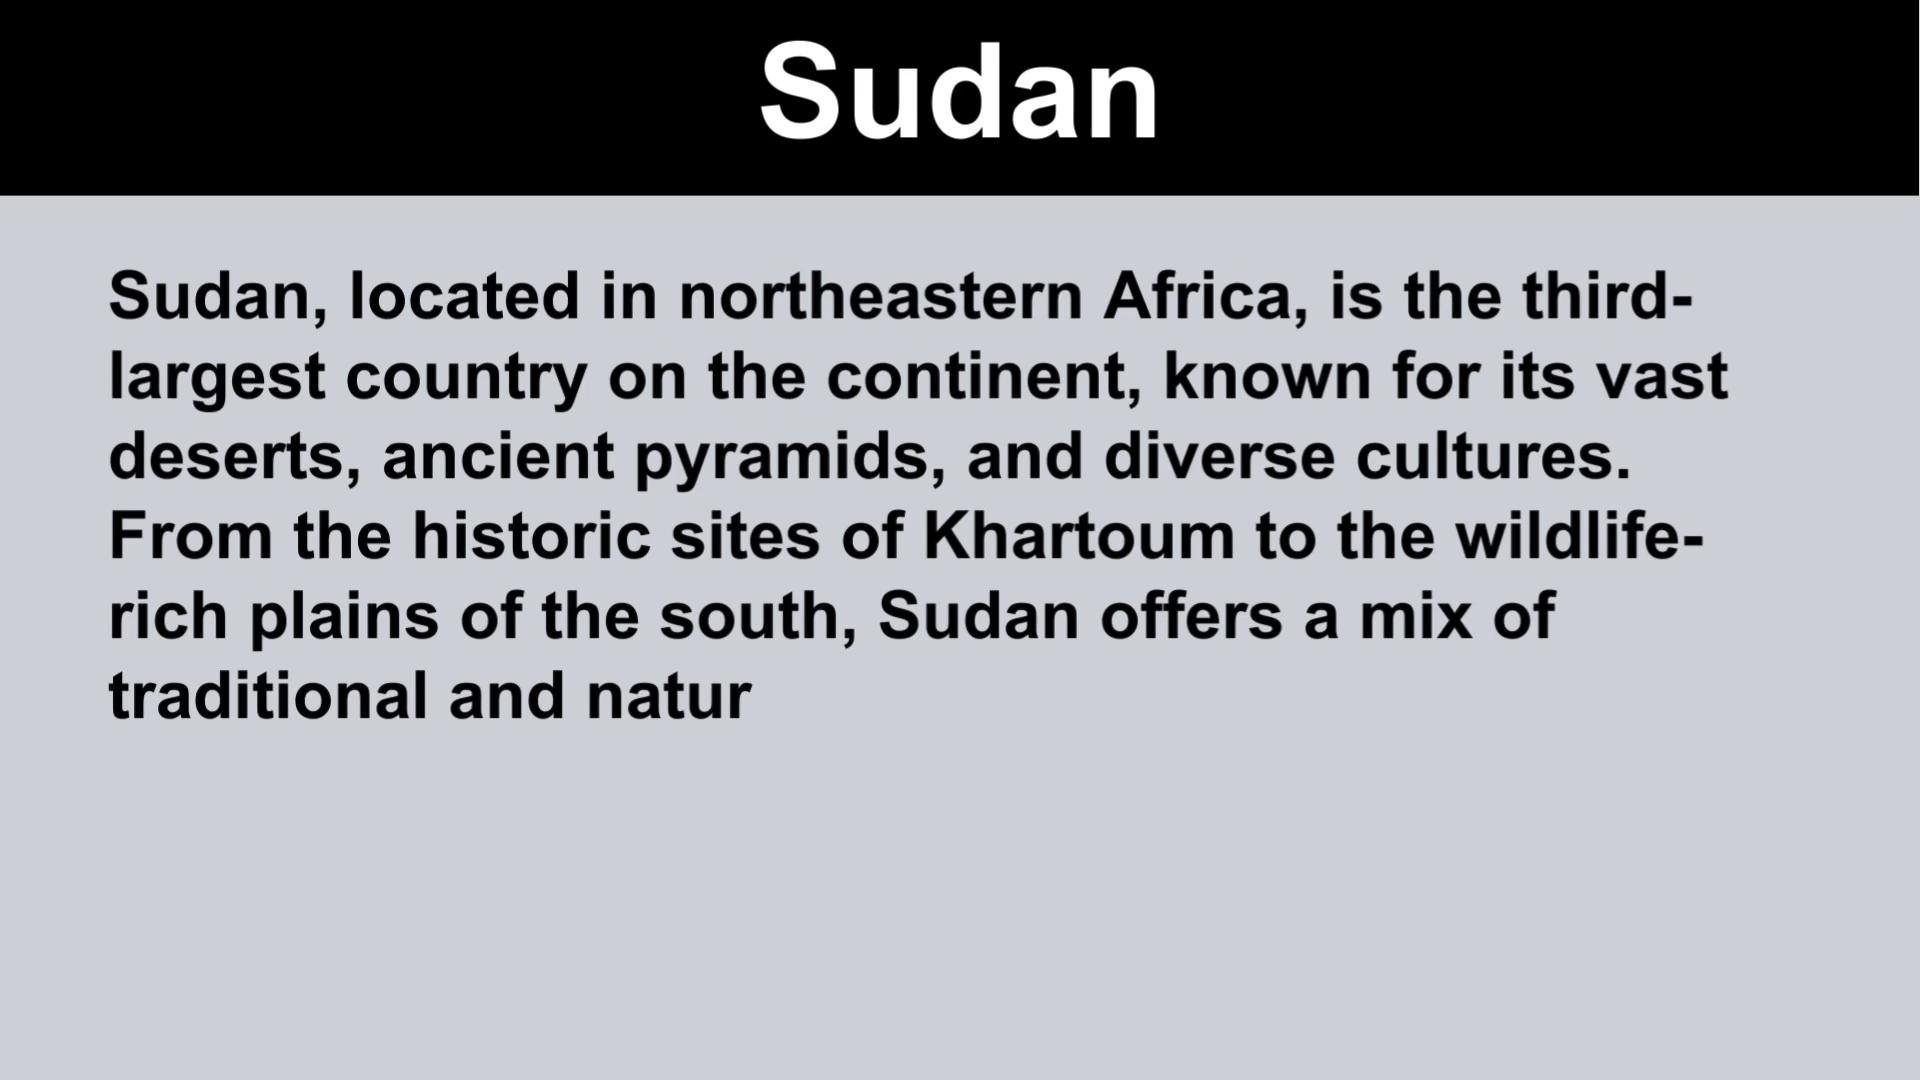 Sudan
Sudan, located in northeastern Africa, is the third-
largest country on the continent, known for its vast
deserts, ancient pyramids, and diverse cultures.
From the historic sites of Khartoum to the wildlife-
rich plains of the south, Sudan offers a mix of
traditional and natur